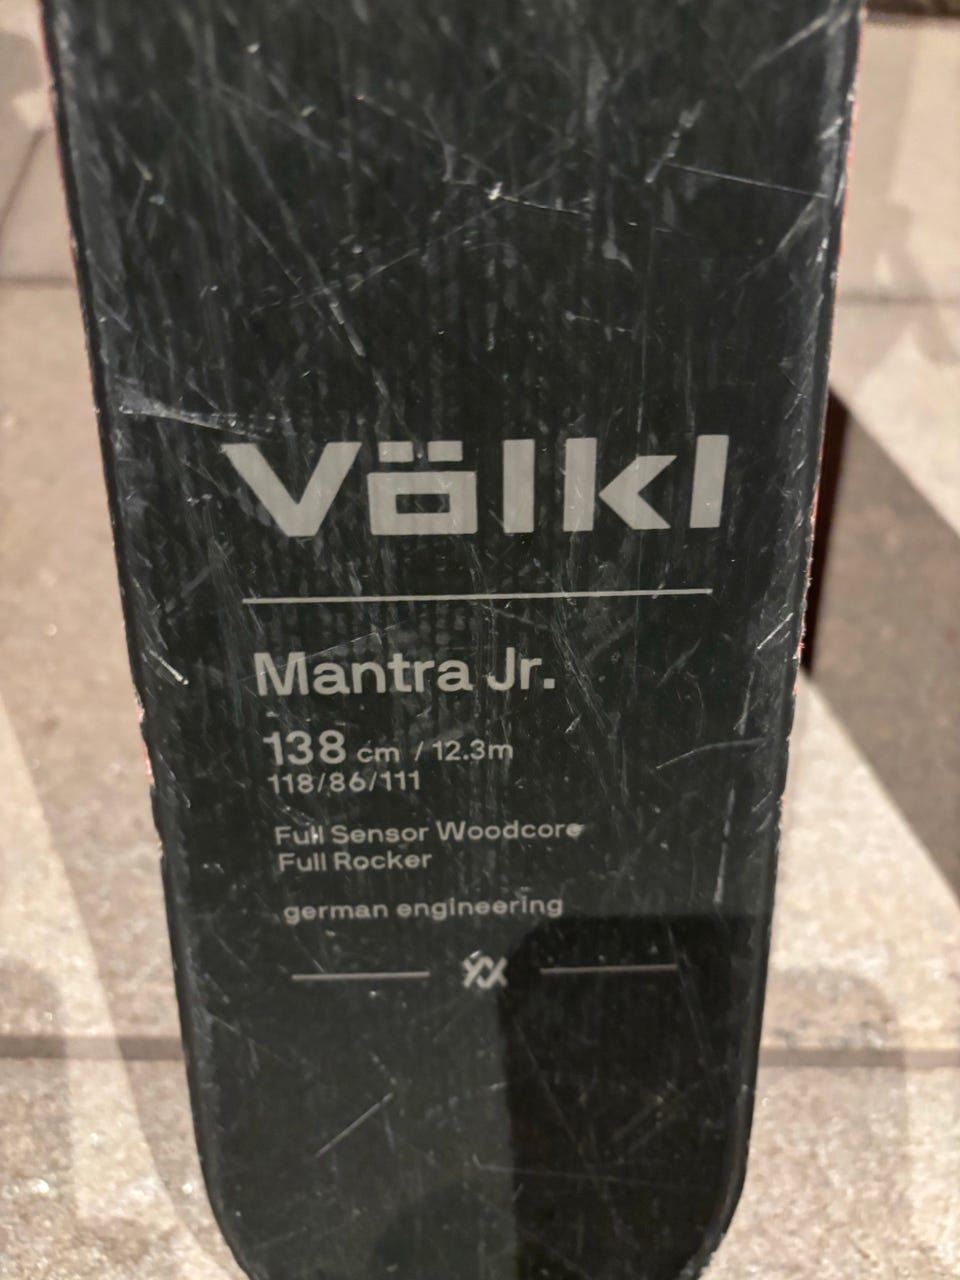 Völkl
Mantra Jr.
138 cm / 12.3m
118/86/111
Full Sensor Woodcore
Full Rocker
german engineering